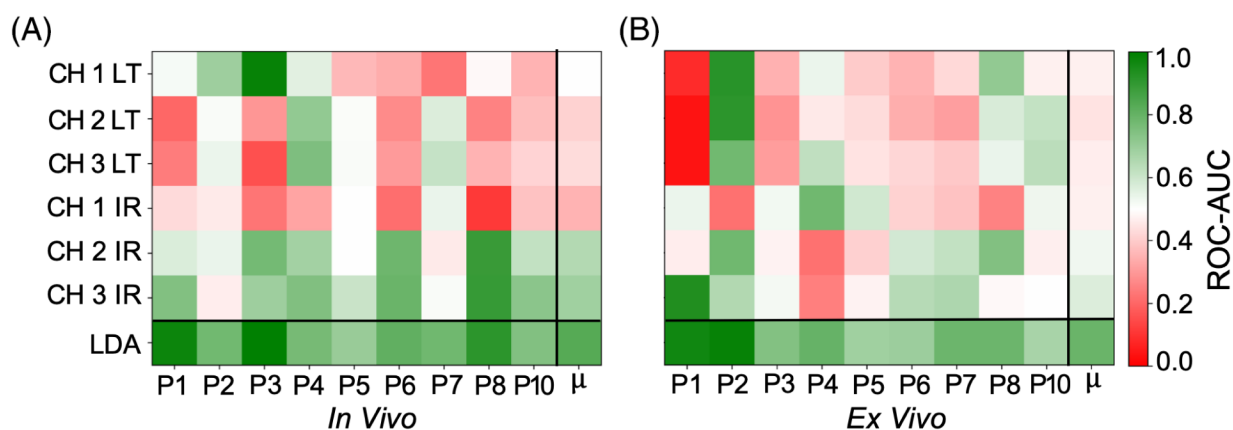 (A)
(B)
CH 1 LT
CH 2 LT
CH 3 LT
CH 1 IR
CH 2 IR
CH 3 IR
LDA
P1 P2 P3 P4 P5 P6 P7 P8 P10 μ
In Vivo
P1 P2 P3 P4 P5 P6 P7 P8 P10 μ
Ex Vivo
1.0
0.8
0.6
0.4
0.2
0.0
ROC-AUC